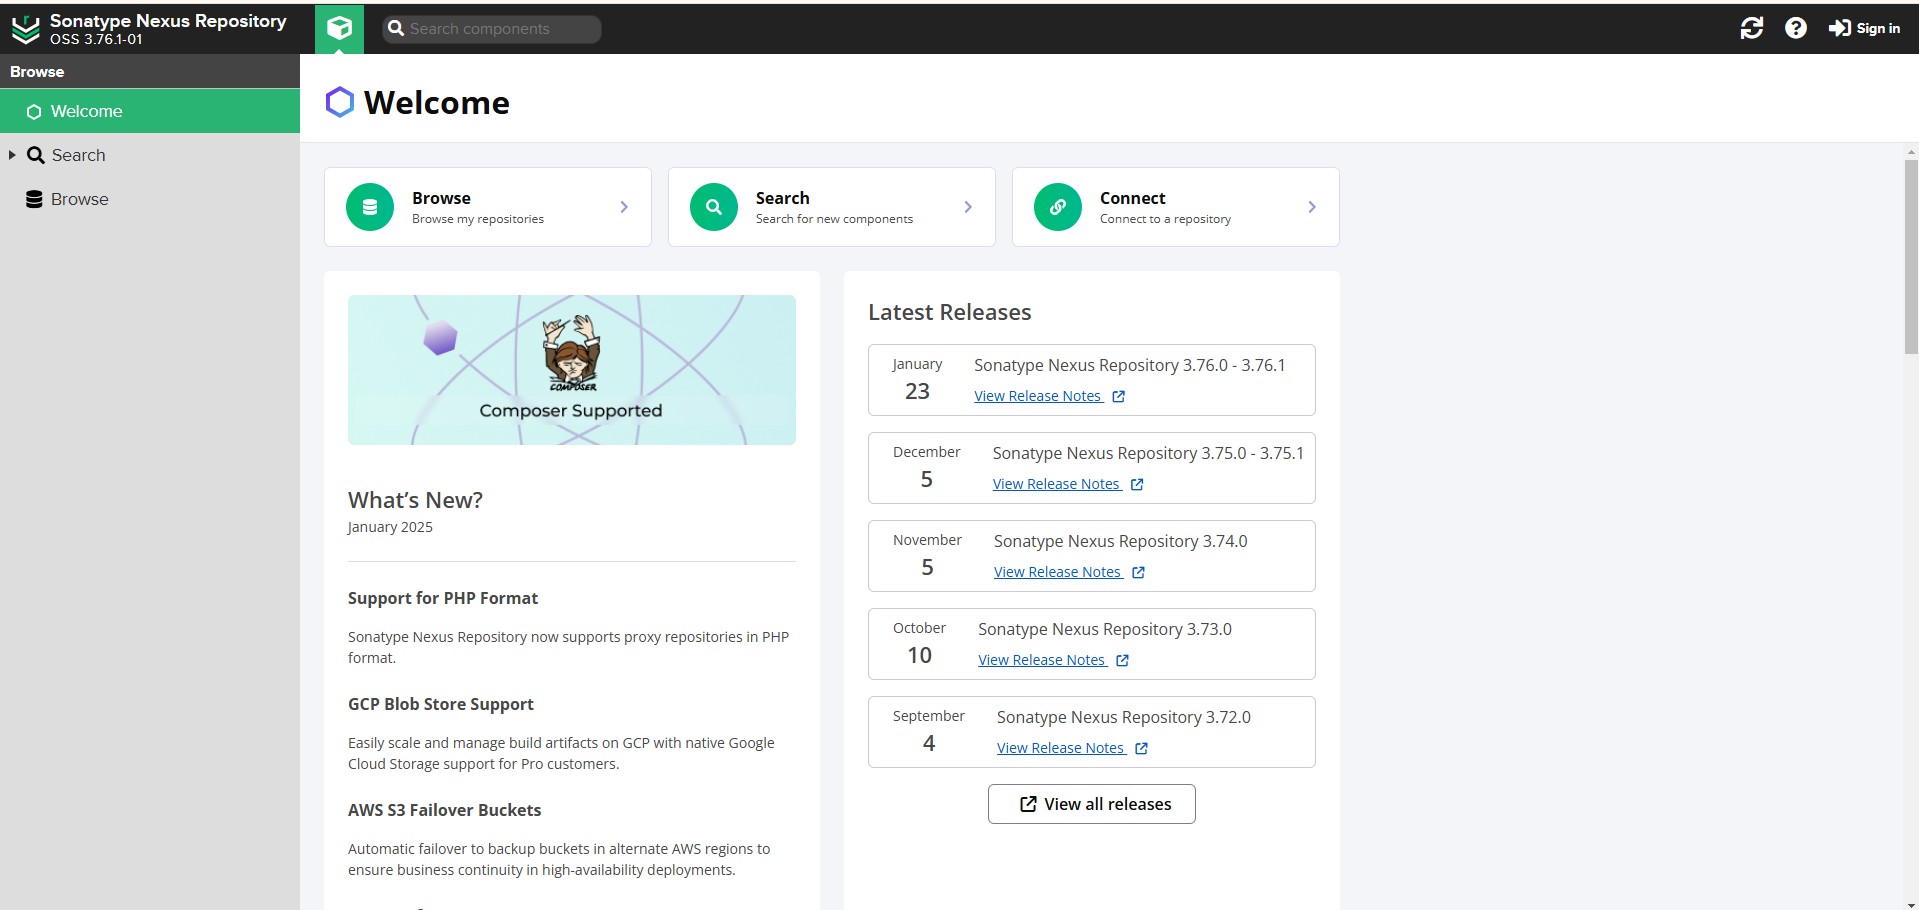 Sonatype Nexus Repository
OSS 3.76.1-01
Search components
Sign in
Browse
Welcome
Search
Browse
Welcome
Browse
Browse my repositories
Search
Search for new components
Connect
Connect to a repository
COMPOSER
Composer Supported
What’s New?
January 2025
Support for PHP Format
Sonatype Nexus Repository now supports proxy repositories in PHP
format.
GCP Blob Store Support
Easily scale and manage build artifacts on GCP with native Google
Cloud Storage support for Pro customers.
AWS S3 Failover Buckets
Automatic failover to backup buckets in alternate AWS regions to
ensure business continuity in high-availability deployments.
Latest Releases
January
23
Sonatype Nexus Repository 3.76.0 - 3.76.1
View Release Notes
December
5
Sonatype Nexus Repository 3.75.0 - 3.75.1
View Release Notes
November
5
Sonatype Nexus Repository 3.74.0
View Release Notes
October
10
Sonatype Nexus Repository 3.73.0
View Release Notes
September
4
Sonatype Nexus Repository 3.72.0
View Release Notes
View all releases